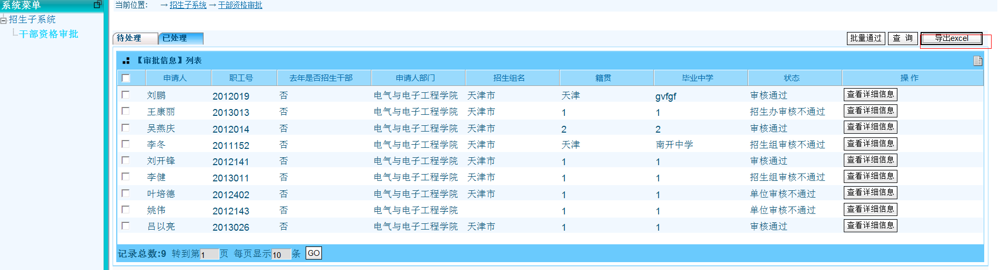 系统菜单
当前位置： → 招生子系统 → 干部资格审批
招生子系统
干部资格审批
待处理 已处理 批量通过 查 询 导出excel
【审批信息】列表
申请人 职工号 去年是否招生干部 申请人部门 招生组名 籍贯 毕业中学 状态 操 作
刘鹏 2012019 否 电气与电子工程学院 天津市 天津 gvfgf 审核通过 查看详细信息
王康丽 2013013 否 电气与电子工程学院 天津市 1 1 招生办审核不通过 查看详细信息
吴燕庆 2012014 否 电气与电子工程学院 天津市 2 2 审核通过 查看详细信息
李冬 2011152 否 电气与电子工程学院 天津市 天津 南开中学 招生组审核不通过 查看详细信息
刘开锋 2012141 否 电气与电子工程学院 天津市 1 1 审核通过 查看详细信息
李健 2013011 否 电气与电子工程学院 天津市 1 1 招生组审核不通过 查看详细信息
叶培德 2012402 否 电气与电子工程学院 天津市 1 1 单位审核不通过 查看详细信息
姚伟 2012143 否 电气与电子工程学院 1 1 单位审核不通过 查看详细信息
吕以亮 2013026 否 电气与电子工程学院 天津市 1 1 审核通过 查看详细信息
记录总数:9 转到第1页 每页显示10条 GO